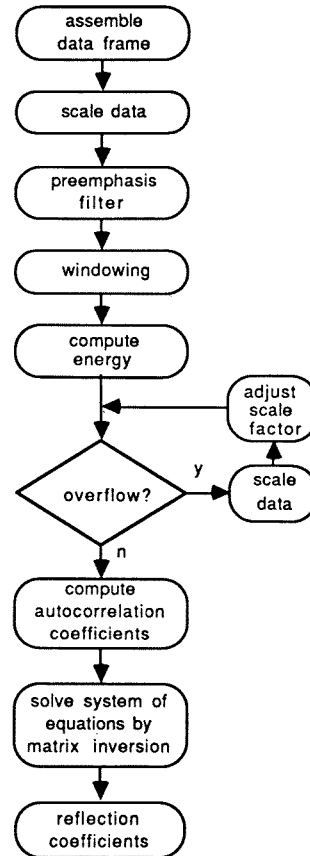 assemble
data frame
scale data
preemphasis
filter
windowing
compute
energy
adjust
scale
factor
y
scale
data
overflow?
n
compute
autocorrelation
coefficients
solve system of
equations by
matrix inversion
reflection
coefficients